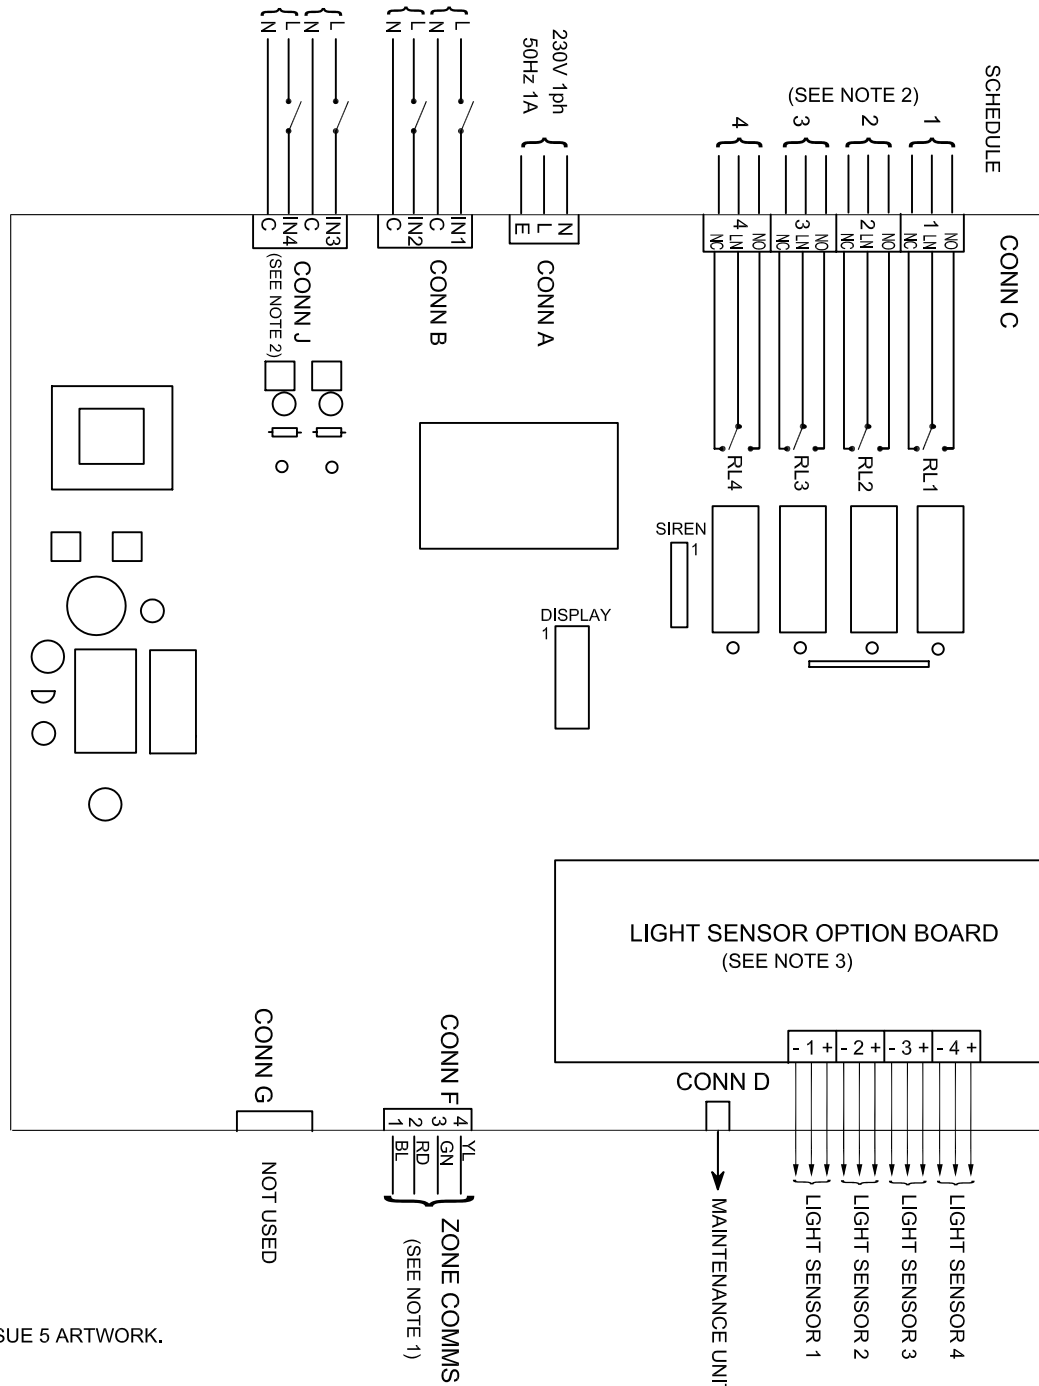 N
L
N
L
N
L
N
L
230V 1ph
50Hz 1A
SCHEDULE
(SEE NOTE 2)
4
3
2
1
C
IN4
C
IN3
C
IN2
C
IN1
E
L
N
NC
4 LN
NO
NC
3 LN
NO
NC
2 LN
NO
NC
1 LN
NO
CONN J
(SEE NOTE 2)
CONN B
CONN A
CONN C
RL4
RL3
RL2
RL1
SIREN
1
DISPLAY
1
LIGHT SENSOR OPTION BOARD
(SEE NOTE 3)
- 1 +
- 2 +
- 3 +
- 4 +
CONN G
CONN F
CONN D
1
2
3
4
BL
RD
GN
YL
NOT USED
ZONE COMMS
(SEE NOTE 1)
MAINTENANCE UNIT
LIGHT SENSOR 1
LIGHT SENSOR 2
LIGHT SENSOR 3
LIGHT SENSOR 4
SUE 5 ARTWORK.